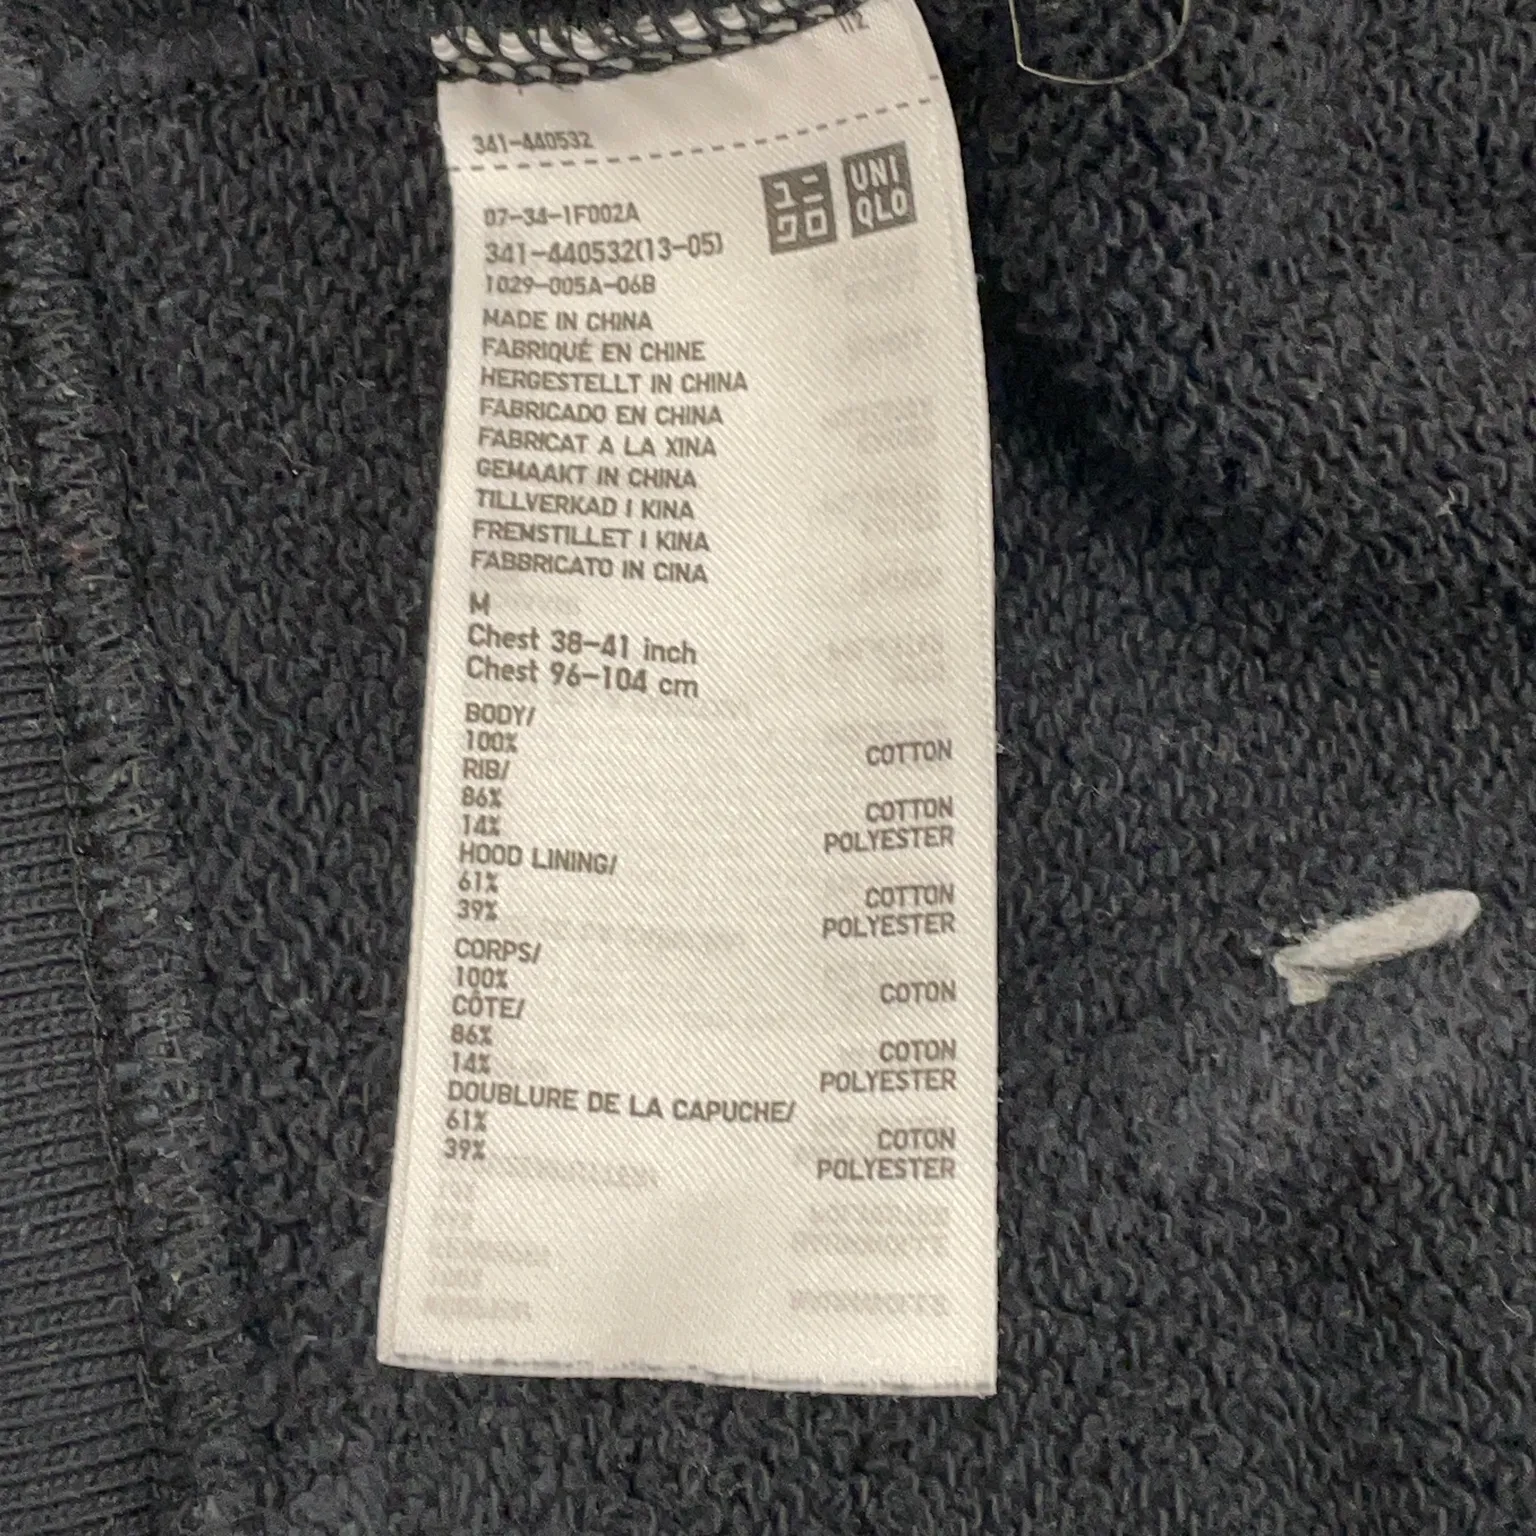 112
341-440532
ユニ
クロ
UNI
QLO
07-34-1F002A
341-440532(13-05)
1029-005A-06B
MADE IN CHINA
FABRIQUÉ EN CHINE
HERGESTELLT IN CHINA
FABRICADO EN CHINA
FABRICAT A LA XINA
GEMAAKT IN CHINA
TILLVERKAD I KINA
FREMSTILLET I KINA
FABBRICATO IN CINA
M
Chest 38-41 inch
Chest 96-104 cm
BODY/
100% COTTON
RIB/
86% COTTON
14% POLYESTER
HOOD LINING/
61% COTTON
39% POLYESTER
CORPS/
100% COTON
CÔTE/
86% COTON
14% POLYESTER
DOUBLURE DE LA CAPUCHE/
61% COTON
39% POLYESTER